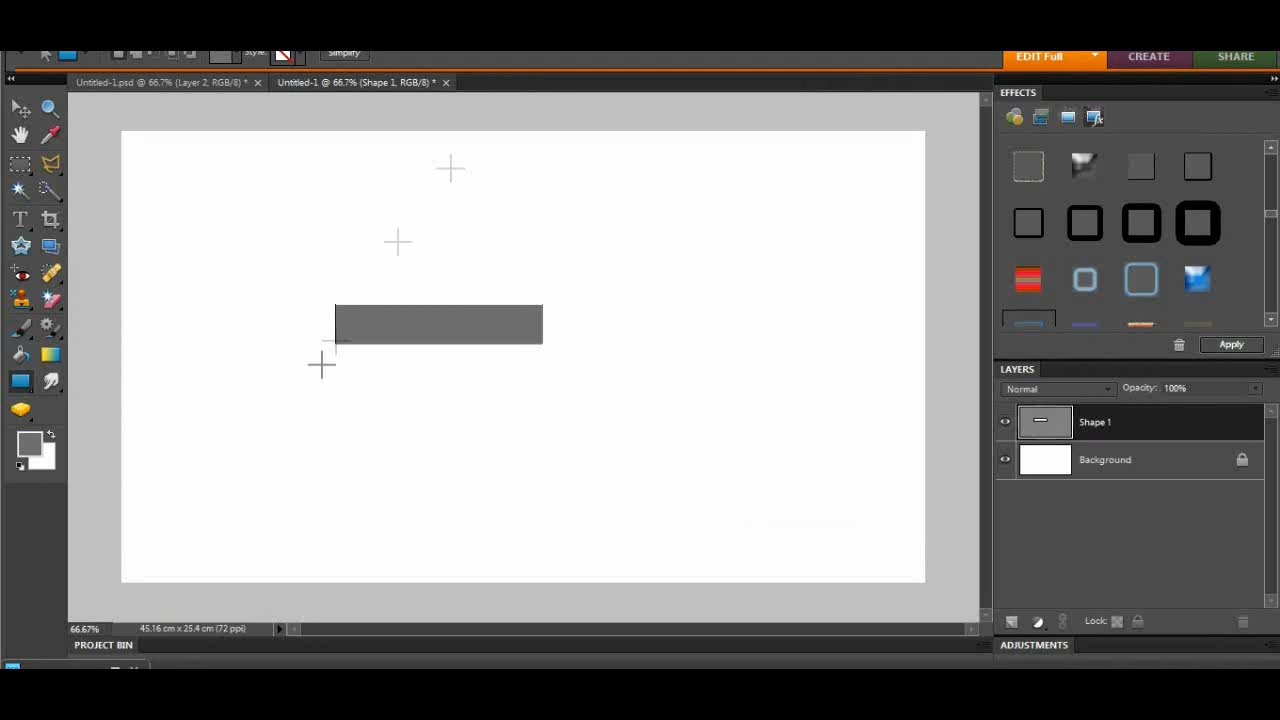 Style: Simplify EDIT Full CREATE SHARE
Untitled-1.psd @ 66.7% (Layer 2, RGB/8) * × Untitled-1 @ 66.7% (Shape 1, RGB/8) * ×
EFFECTS
Apply
LAYERS
Normal Opacity: 100%
Shape 1
Background
Lock:
66.67% 45.16 cm x 25.4 cm (72 ppi)
PROJECT BIN
ADJUSTMENTS